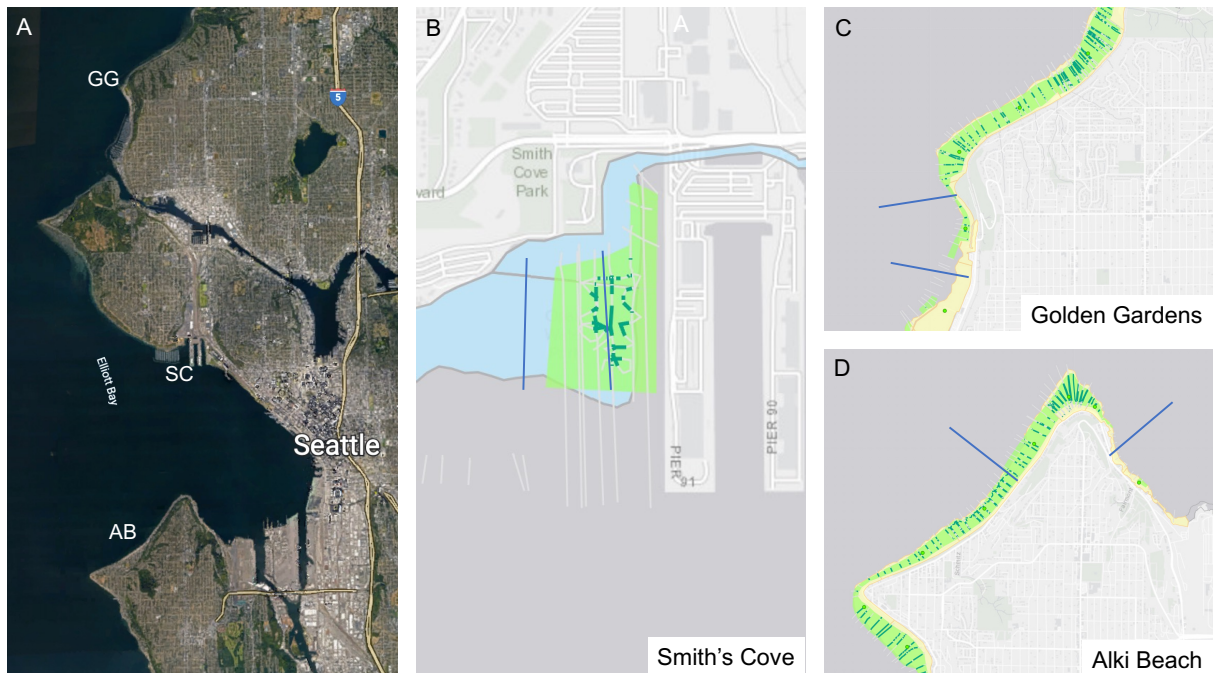 A
GG
5
SC
Elliott Bay
Seattle
AB
B
A
Smith
Cove
Park
vard
PIER
91
PIER 90
Smith's Cove
C
Golden Gardens
D
Alki Beach